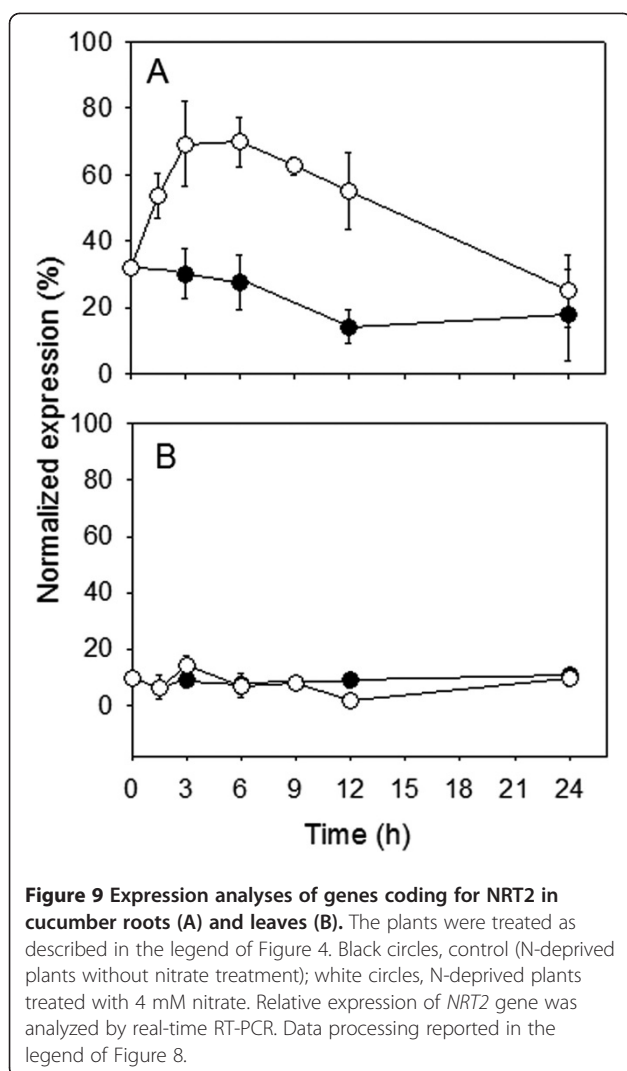 100
A
80
60
40
20
0
100
B
80
60
40
20
0
Normalized expression (%)
0 3 6 9 12 15 18 21 24
Time (h)
Figure 9 Expression analyses of genes coding for NRT2 in
cucumber roots (A) and leaves (B). The plants were treated as
described in the legend of Figure 4. Black circles, control (N-deprived
plants without nitrate treatment); white circles, N-deprived plants
treated with 4 mM nitrate. Relative expression of NRT2 gene was
analyzed by real-time RT-PCR. Data processing reported in the
legend of Figure 8.